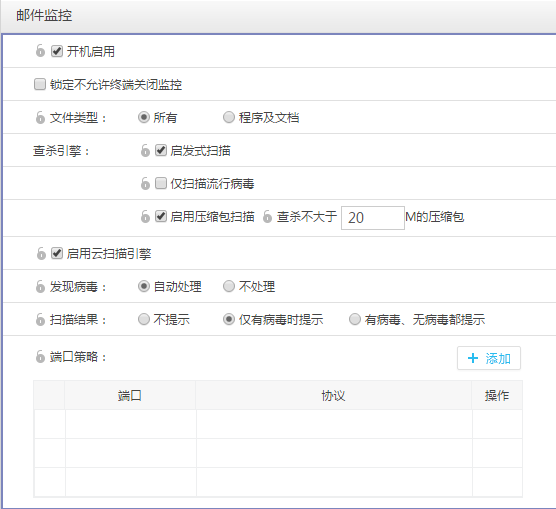 邮件监控
开机启用
锁定不允许终端关闭监控
文件类型： 所有 程序及文档
查杀引擎： 启发式扫描
仅扫描流行病毒
启用压缩包扫描 查杀不大于 20 M的压缩包
启用云扫描引擎
发现病毒： 自动处理 不处理
扫描结果： 不提示 仅有病毒时提示 有病毒、无病毒都提示
端口策略： + 添加
端口 协议 操作